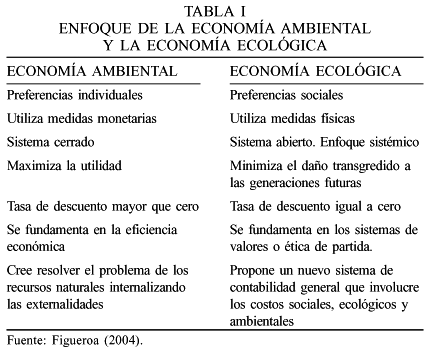 TABLA I
ENFOQUE DE LA ECONOMÍA AMBIENTAL
Y LA ECONOMÍA ECOLÓGICA
ECONOMÍA AMBIENTAL ECONOMÍA ECOLÓGICA
Preferencias individuales Preferencias sociales
Utiliza medidas monetarias Utiliza medidas físicas
Sistema cerrado Sistema abierto. Enfoque sistémico
Maximiza la utilidad Minimiza el daño transgredido a
las generaciones futuras
Tasa de descuento mayor que cero Tasa de descuento igual a cero
Se fundamenta en la eficiencia Se fundamenta en los sistemas de
económica valores o ética de partida.
Cree resolver el problema de los Propone un nuevo sistema de
recursos naturales internalizando contabilidad general que involucre
las externalidades los costos sociales, ecológicos y
ambientales
Fuente: Figueroa (2004).